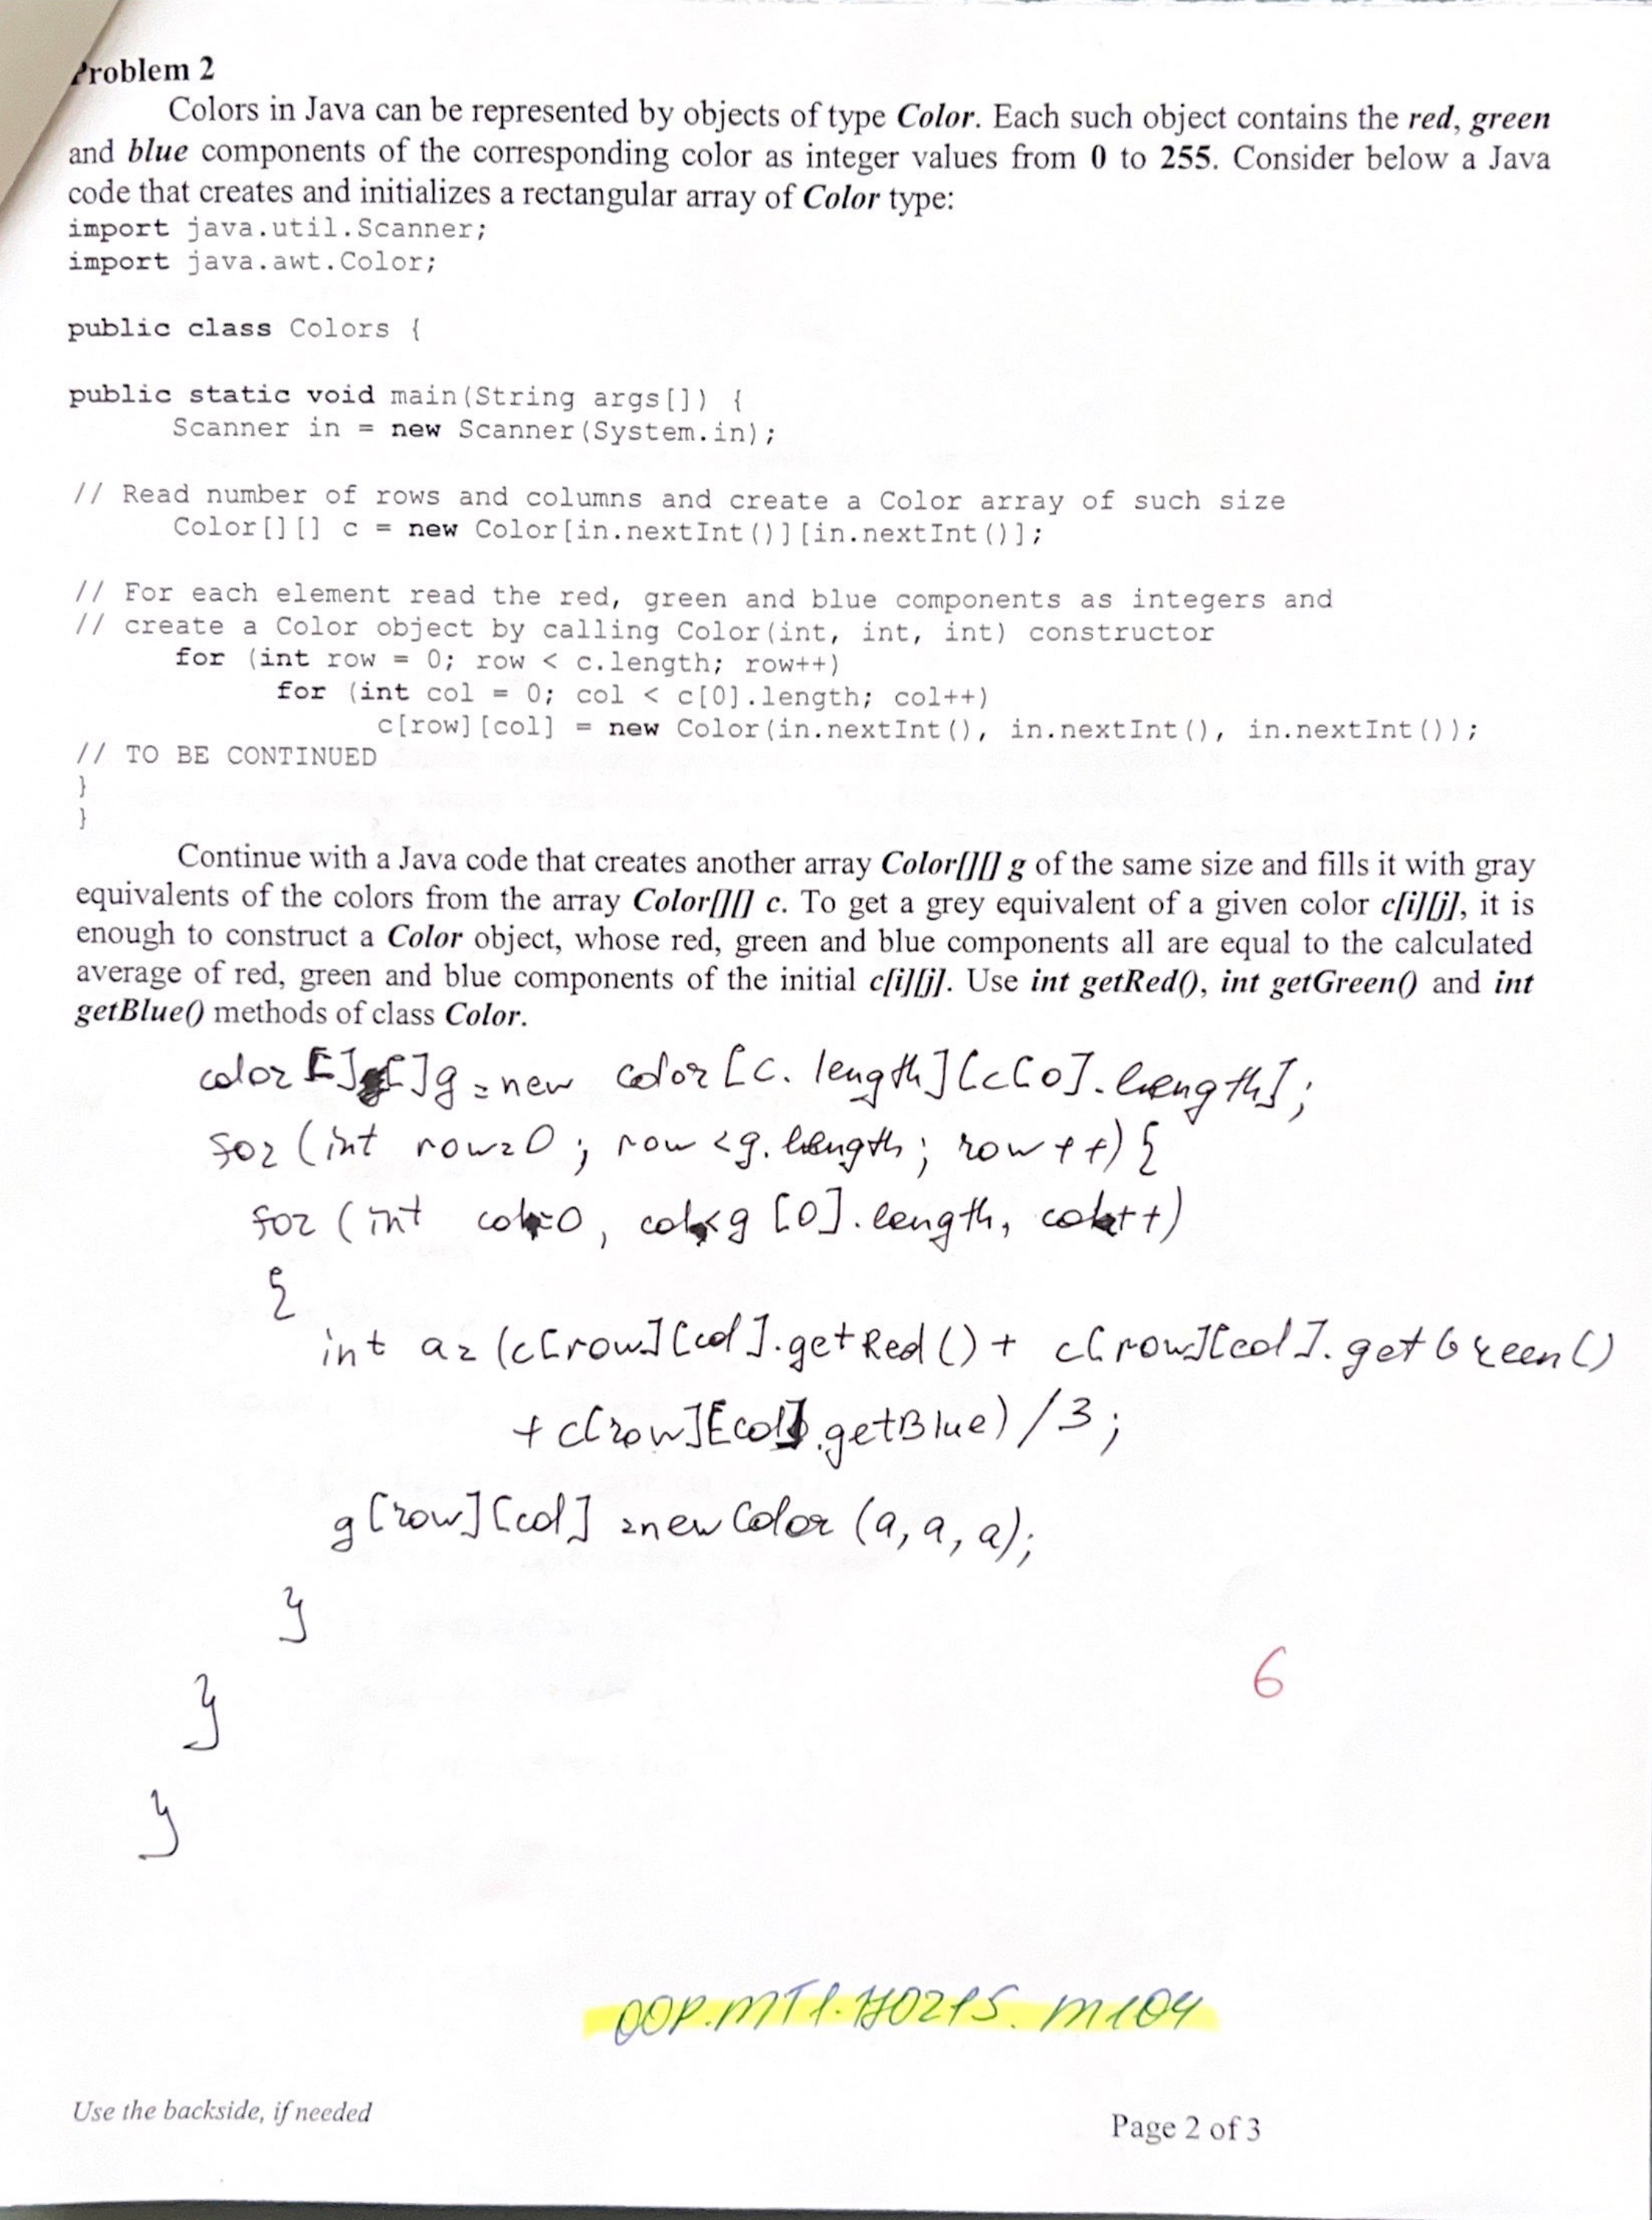 Problem 2
Colors in Java can be represented by objects of type Color. Each such object contains the red, green
and blue components of the corresponding color as integer values from 0 to 255. Consider below a Java
code that creates and initializes a rectangular array of Color type:
import java.util.Scanner;
import java.awt.Color;
public class Colors {
public static void main(String args[]) {
Scanner in = new Scanner(System.in);
// Read number of rows and columns and create a Color array of such size
Color[][] c = new Color[in.nextInt()][in.nextInt()];
// For each element read the red, green and blue components as integers and
// create a Color object by calling Color(int, int, int) constructor
for (int row = 0; row < c.length; row++)
for (int col = 0; col < c[0].length; col++)
c[row][col] = new Color(in.nextInt(), in.nextInt(), in.nextInt());
// TO BE CONTINUED
}
}
Continue with a Java code that creates another array Color[][] g of the same size and fills it with gray
equivalents of the colors from the array Color[][] c. To get a grey equivalent of a given color c[i][j], it is
enough to construct a Color object, whose red, green and blue components all are equal to the calculated
average of red, green and blue components of the initial c[i][j]. Use int getRed(), int getGreen() and int
getBlue() methods of class Color.
color [][]g = new color [c. length][c[0]. length];
for (int row=0; row <g. length; row ++) {
for (int col=0, col<g [0]. length, col++)
{
int a= (c[row][col].getRed() + c[row][col]. getGreen()
+ c[row][col].getBlue) /3;
g[row][col] =new Color (a, a, a);
}
6
}
}
OOP.MT1.170215.M104
Use the backside, if needed
Page 2 of 3